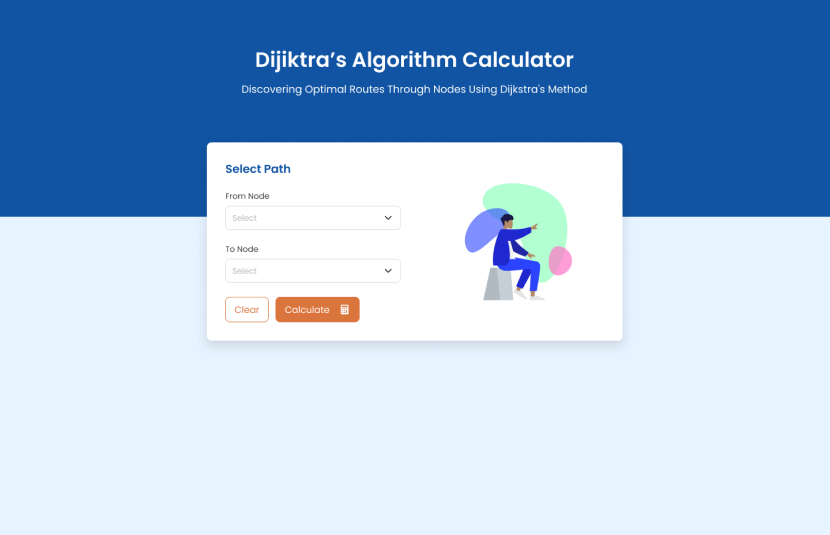 Dijiktra’s Algorithm Calculator
Discovering Optimal Routes Through Nodes Using Dijkstra's Method
Select Path
From Node
Select
To Node
Select
Clear
Calculate